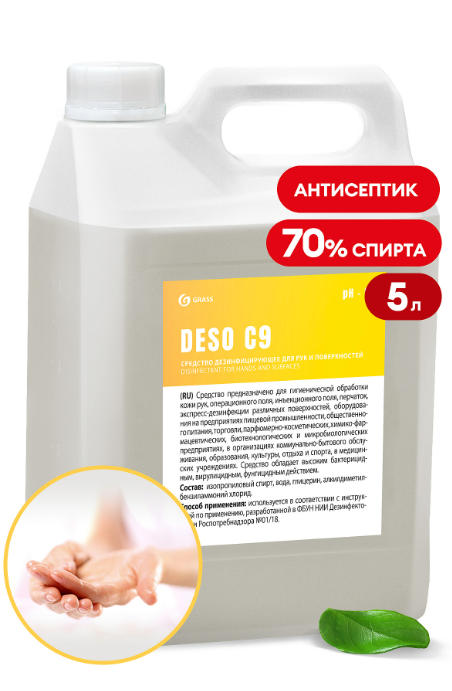 АНТИСЕПТИК
70% СПИРТА
5 л
GRASS
pH -
DESO C9
СРЕДСТВО ДЕЗИНФИЦИРУЮЩЕЕ ДЛЯ РУК И ПОВЕРХНОСТЕЙ
DISINFECTANT FOR HANDS AND SURFACES
(RU) Средство предназначено для гигиенической обработки
кожи рук, операционного поля, инъекционного поля, перчаток,
экспресс-дезинфекции различных поверхностей, оборудова-
ния на предприятиях пищевой промышленности, общественно-
го питания, торговли, парфюмерно-косметических, химико-фар-
мацевтических, биотехнологических и микробиологических
предприятиях, в организациях коммунально-бытового обслу-
живания, образования, культуры, отдыха и спорта, в медицин-
ских учреждениях. Средство обладает высоким бактерицид-
ным, вирулицидным, фунгицидным действием.
Состав: изопропиловый спирт, вода, глицерин, алкилдиметил-
бензиламмоний хлорид.
Способ применения: используется в соответствии с инструк-
ей по применению, разработанной в ФБУН НИИ Дезинфекто-
и Роспотребнадзора №01/18.